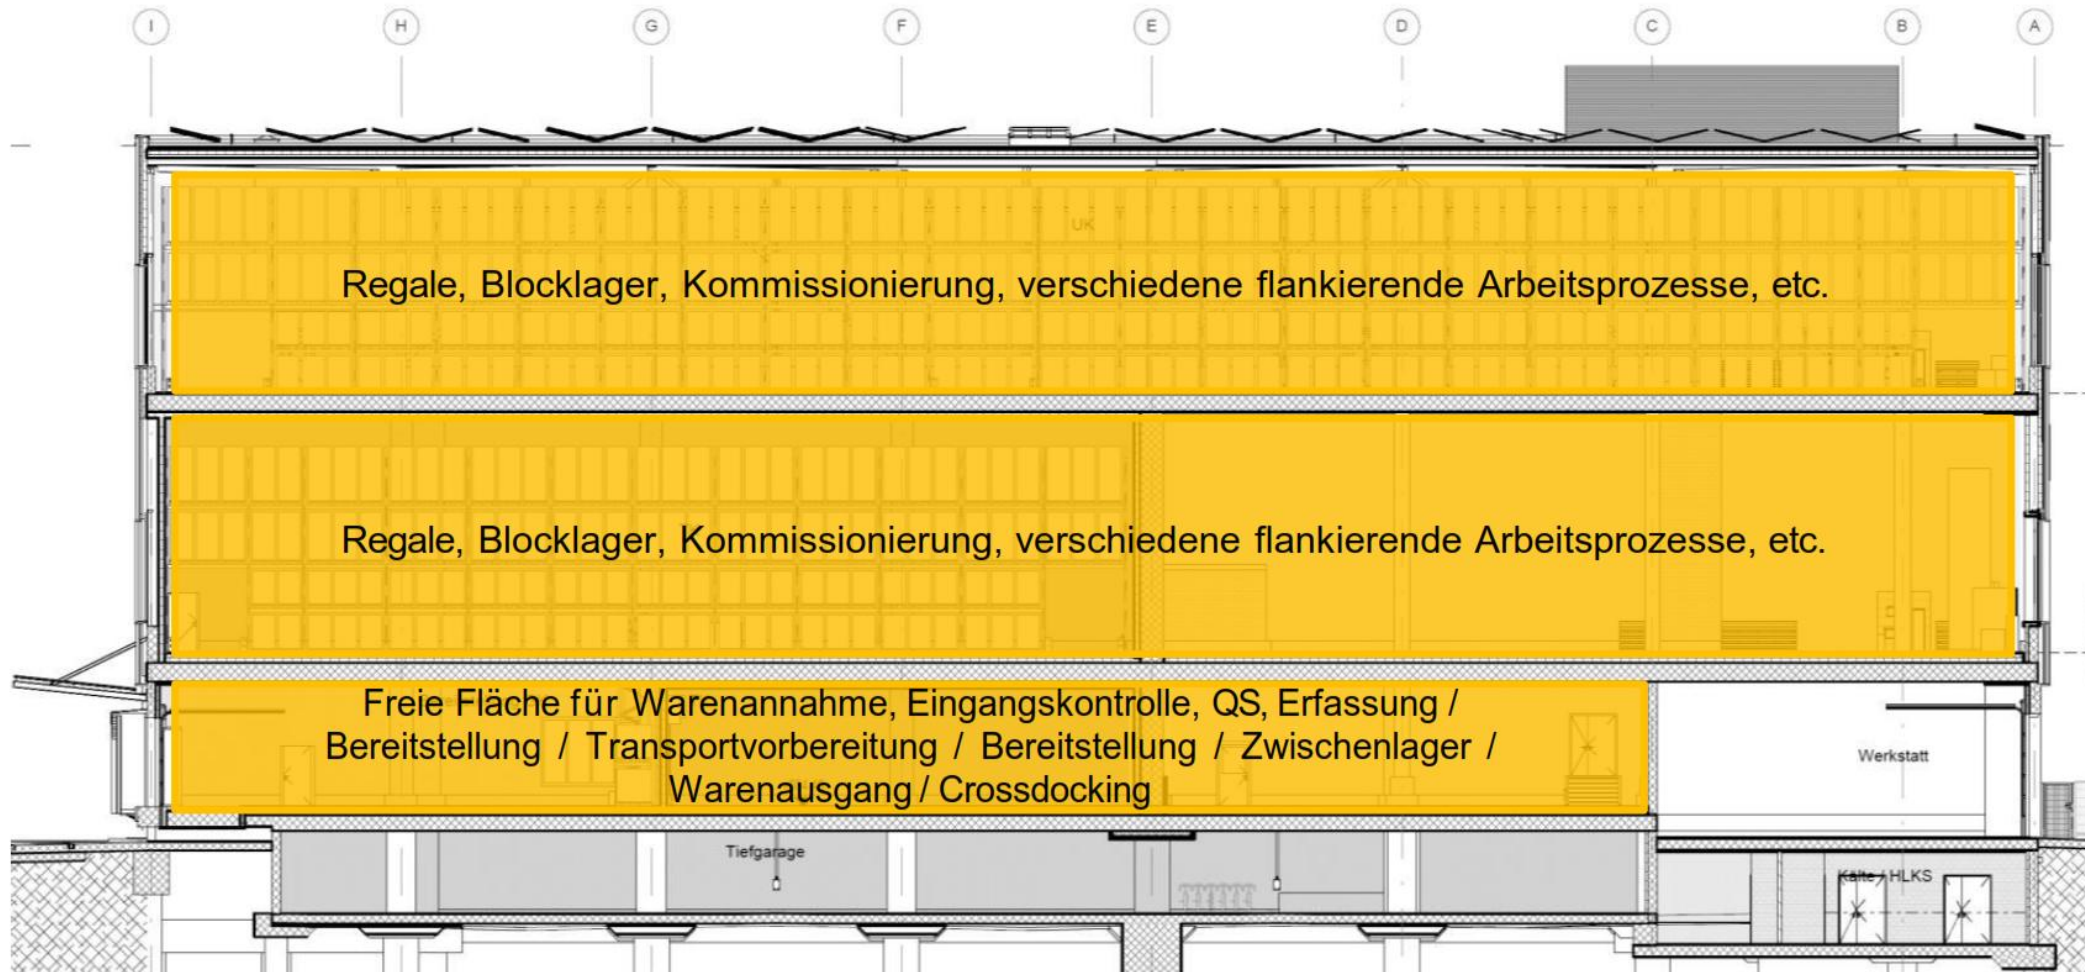 I H G F E D C B A
UK
Regale, Blocklager, Kommissionierung, verschiedene flankierende Arbeitsprozesse, etc.
Regale, Blocklager, Kommissionierung, verschiedene flankierende Arbeitsprozesse, etc.
Freie Fläche für Warenannahme, Eingangskontrolle, QS, Erfassung /
Bereitstellung / Transportvorbereitung / Bereitstellung / Zwischenlager /
Warenausgang / Crossdocking
Werkstatt
Tiefgarage
Kälte / HLKS